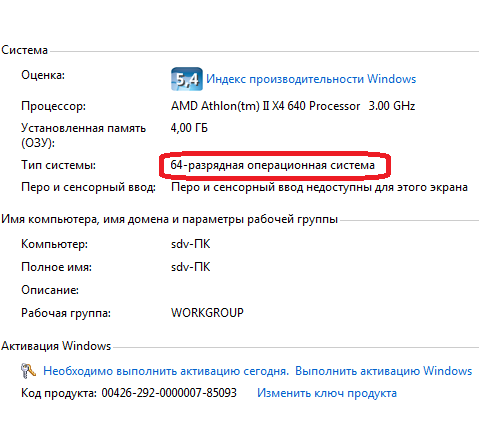 Система
Оценка: 5,4 Индекс производительности Windows
Процессор: AMD Athlon(tm) II X4 640 Processor 3.00 GHz
Установленная память 4,00 ГБ
(ОЗУ):
Тип системы: 64-разрядная операционная система
Перо и сенсорный ввод: Перо и сенсорный ввод недоступны для этого экрана
Имя компьютера, имя домена и параметры рабочей группы
Компьютер: sdv-ПК
Полное имя: sdv-ПК
Описание:
Рабочая группа: WORKGROUP
Активация Windows
Необходимо выполнить активацию сегодня. Выполнить активацию Windows
Код продукта: 00426-292-0000007-85093 Изменить ключ продукта